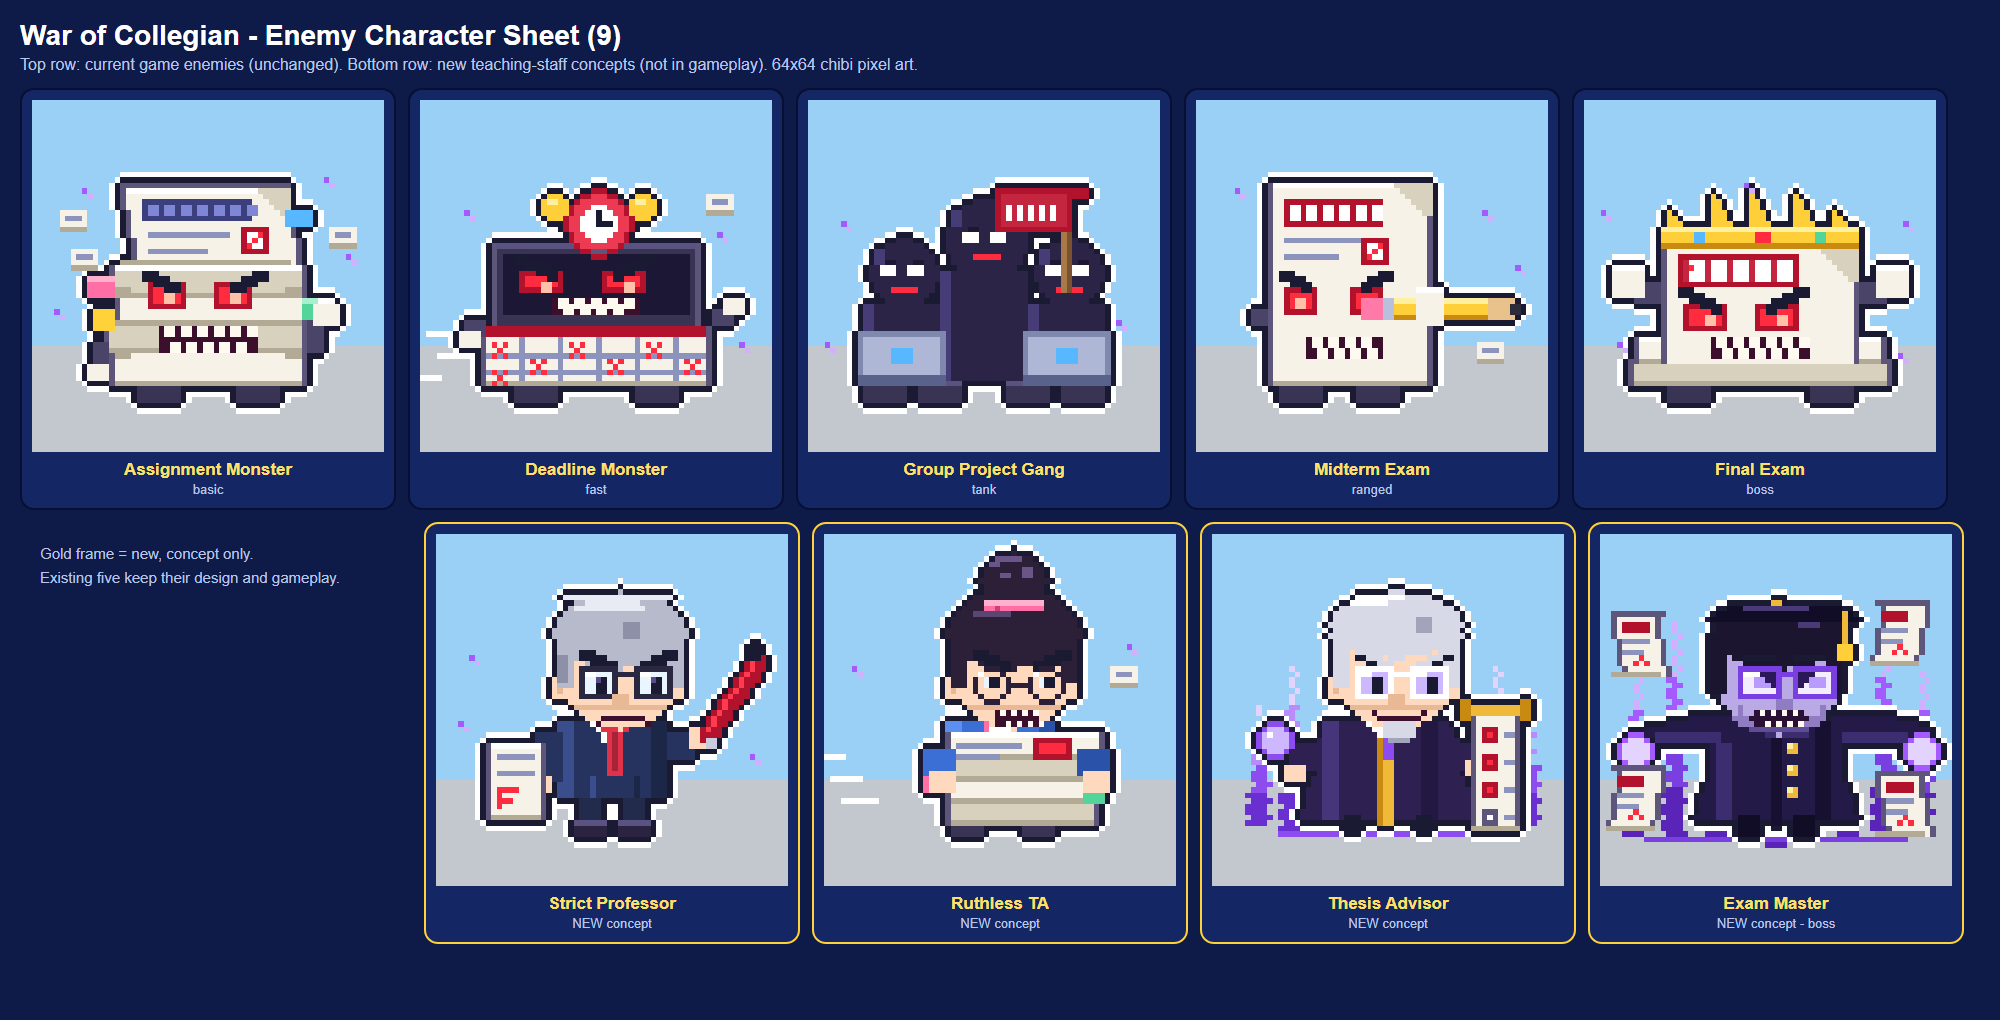 War of Collegian - Enemy Character Sheet (9)
Top row: current game enemies (unchanged). Bottom row: new teaching-staff concepts (not in gameplay). 64x64 chibi pixel art.
Assignment Monster
basic
Deadline Monster
fast
Group Project Gang
tank
Midterm Exam
ranged
Final Exam
boss
Gold frame = new, concept only.
Existing five keep their design and gameplay.
F
Strict Professor
NEW concept
Ruthless TA
NEW concept
Thesis Advisor
NEW concept
Exam Master
NEW concept - boss